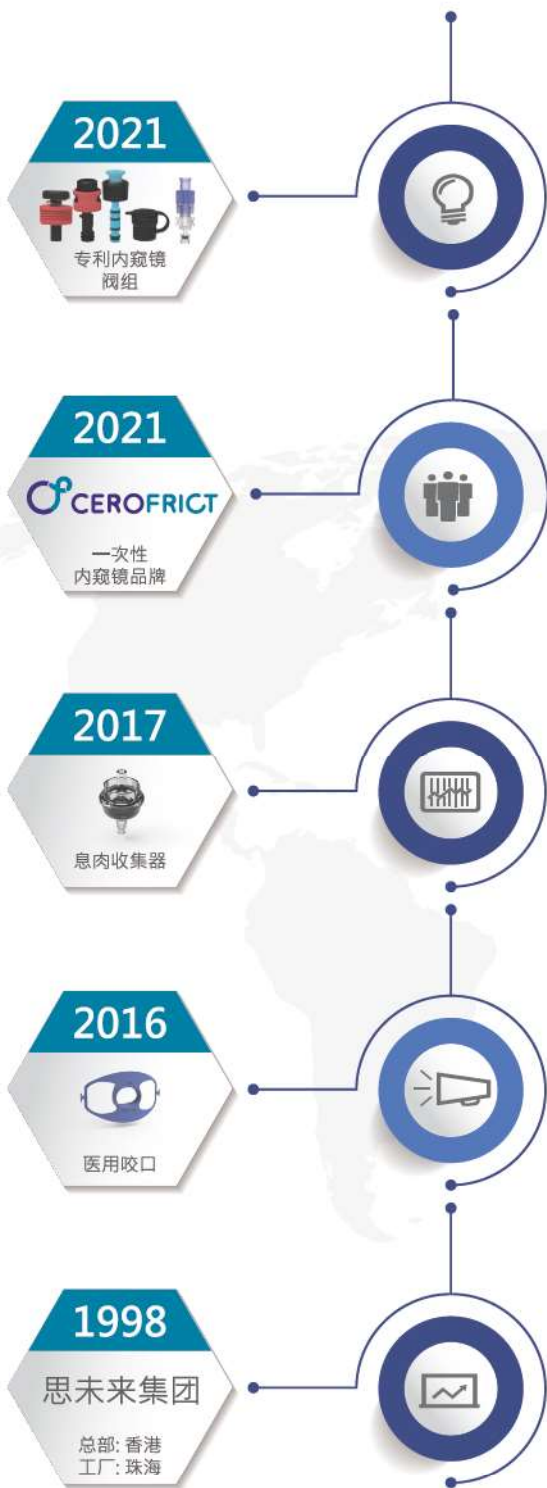 2021
专利内窥镜
阀组
2021
CEROFRICT
一次性
内窥镜品牌
2017
息肉收集器
2016
医用咬口
1998
思未来集团
总部: 香港
工厂: 珠海